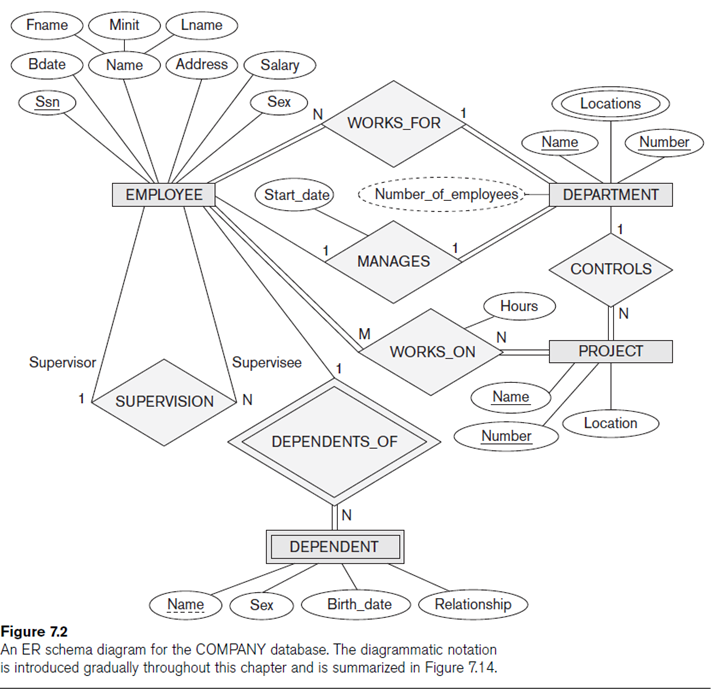 Fname
Minit
Lname
Bdate
Name
Address
Salary
Ssn
Sex
N
WORKS_FOR
1
Locations
Name
Number
EMPLOYEE
Start_date
Number_of_employees
DEPARTMENT
1
MANAGES
1
1
CONTROLS
N
Hours
M
WORKS_ON
N
PROJECT
Supervisor
Supervisee
1
SUPERVISION
N
1
Name
Number
Location
DEPENDENTS_OF
N
DEPENDENT
Name
Sex
Birth_date
Relationship
Figure 7.2
An ER schema diagram for the COMPANY database. The diagrammatic notation
is introduced gradually throughout this chapter and is summarized in Figure 7.14.